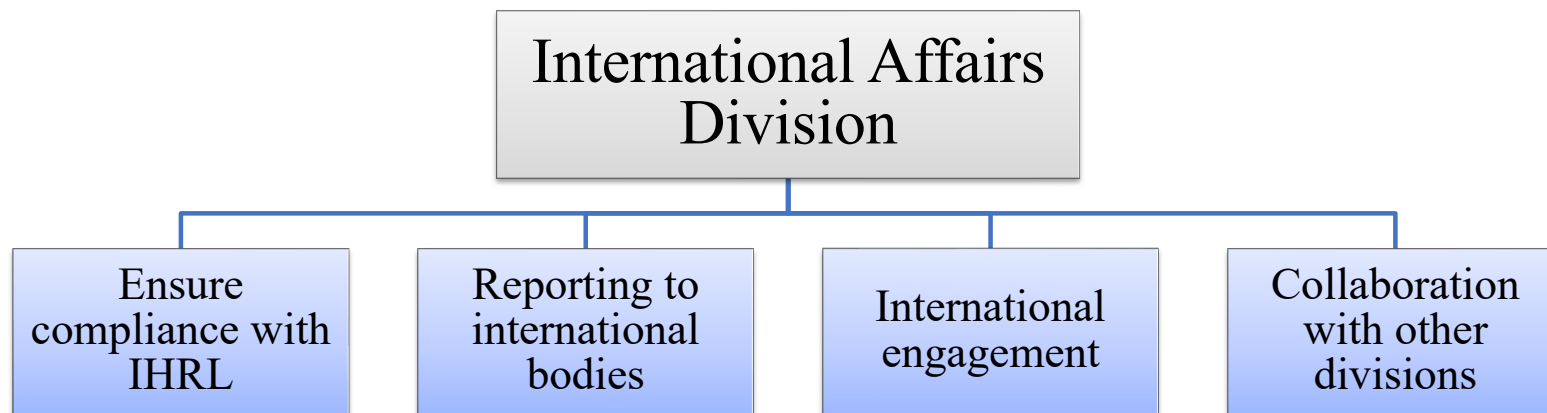 International Affairs
Division
Ensure
compliance with
IHRL
Reporting to
international
bodies
International
engagement
Collaboration
with other
divisions